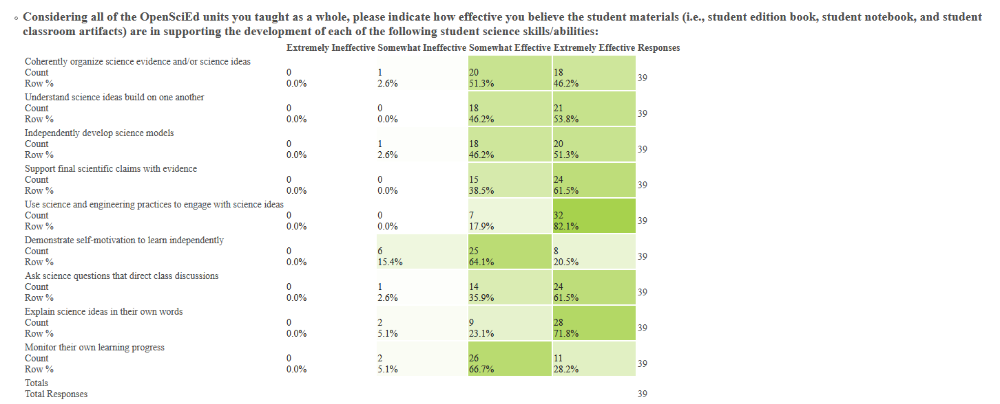 Considering all of the OpenSciEd units you taught as a whole, please indicate how effective you believe the student materials (i.e., student edition book, student notebook, and student
classroom artifacts) are in supporting the development of each of the following student science skills/abilities:
Extremely Ineffective Somewhat Ineffective Somewhat Effective Extremely Effective Responses
Coherently organize science evidence and/or science ideas
Count 0 1 20 18 39
Row % 0.0% 2.6% 51.3% 46.2%
Understand science ideas build on one another
Count 0 0 18 21 39
Row % 0.0% 0.0% 46.2% 53.8%
Independently develop science models
Count 0 1 18 20 39
Row % 0.0% 2.6% 46.2% 51.3%
Support final scientific claims with evidence
Count 0 0 15 24 39
Row % 0.0% 0.0% 38.5% 61.5%
Use science and engineering practices to engage with science ideas
Count 0 0 7 32 39
Row % 0.0% 0.0% 17.9% 82.1%
Demonstrate self-motivation to learn independently
Count 0 6 25 8 39
Row % 0.0% 15.4% 64.1% 20.5%
Ask science questions that direct class discussions
Count 0 1 14 24 39
Row % 0.0% 2.6% 35.9% 61.5%
Explain science ideas in their own words
Count 0 2 9 28 39
Row % 0.0% 5.1% 23.1% 71.8%
Monitor their own learning progress
Count 0 2 26 11 39
Row % 0.0% 5.1% 66.7% 28.2%
Totals
Total Responses 39